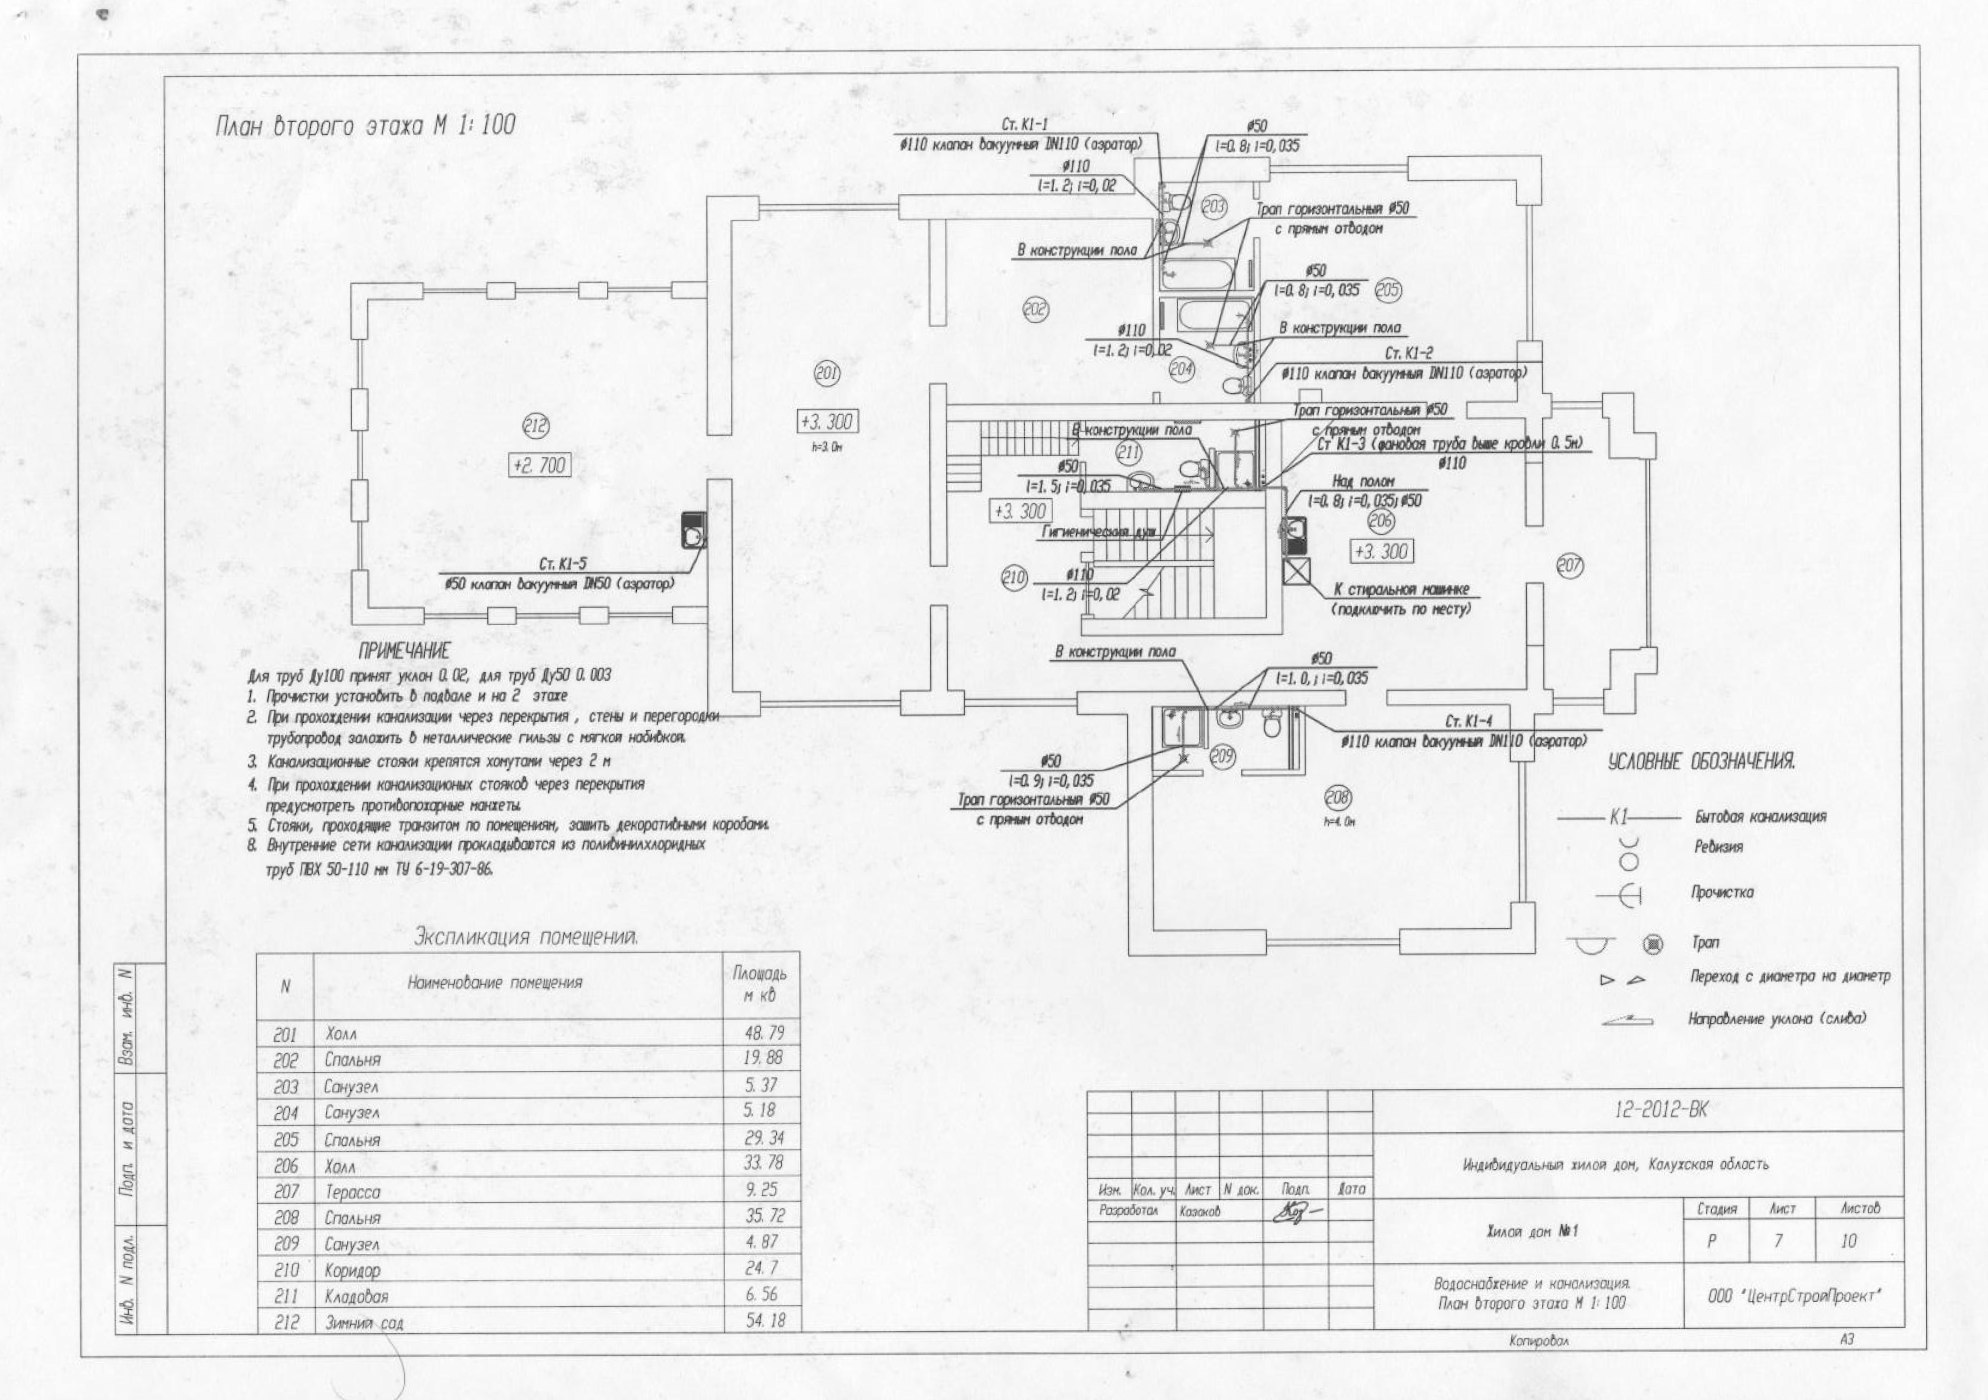 План второго этажа М 1:100
Ст. К1-1
ø110 клапан вакуумный DN110 (аэратор)
ø50
l=0.8; i=0,035
ø110
l=1.2; i=0,02
203
Трап горизонтальный ø50
с прямым отводом
В конструкции пола
ø50
l=0.8; i=0,035
205
202
В конструкции пола
ø110
l=1.2; i=0,02
Ст. К1-2
ø110 клапан вакуумный DN110 (аэратор)
204
201
+3.300
h=3.0м
212
+2.700
Трап горизонтальный ø50
с прямым отводом
В конструкции пола
Ст К1-3 (фановая труба выше кровли 0.5м)
ø110
211
ø50
l=1.5; i=0,035
Над полом
l=0.8; i=0,035; ø50
+3.300
206
+3.300
Гигиенический душ
Ст. К1-5
ø50 клапан вакуумный DN50 (аэратор)
210
ø110
l=1.2; i=0,02
207
К стиральной машинке
(подключить по месту)
В конструкции пола
ø50
l=1.0,; i=0,035
Ст. К1-4
ø110 клапан вакуумный DN110 (аэратор)
209
ø50
l=0.9; i=0,035
Трап горизонтальный ø50
с прямым отводом
208
h=4.0м
ПРИМЕЧАНИЕ
Для труб Ду100 принят уклон 0.02, для труб Ду50 0.003
1. Прочистки установить в подвале и на 2 этаже
2. При прохождении канализации через перекрытия , стены и перегородки
трубопровод заложить в металлические гильзы с мягкой набивкой.
3. Канализационные стояки крепятся хомутами через 2 м
4. При прохождении канализационых стояков через перекрытия
предусмотреть противопожарные манжеты.
5. Стояки, проходящие транзитом по помещениям, зашить декоративными коробами.
8. Внутренние сети канализации прокладываются из поливинилхлоридных
труб ПВХ 50-110 мм ТУ 6-19-307-86.
УСЛОВНЫЕ ОБОЗНАЧЕНИЯ.
К1 Бытовая канализация
Ревизия
Прочистка
Трап
Переход с диаметра на диаметр
Направление уклона (слива)
Экспликация помещений.
N Наименование помещения Площадь
м кв
201 Холл 48.79
202 Спальня 19.88
203 Санузел 5.37
204 Санузел 5.18
205 Спальня 29.34
206 Холл 33.78
207 Терасса 9.25
208 Спальня 35.72
209 Санузел 4.87
210 Коридор 24.7
211 Кладовая 6.56
212 Зимний сад 54.18
Взам. инв. N
Подп. и дата
Инв. N подл.
12-2012-ВК
Индивидуальный жилой дом, Калужская область
Изм. Кол. уч. Лист N док. Подп. Дата
Разработал Казаков
Жилой дом №1
Стадия Лист Листов
Р 7 10
Водоснабжение и канализация.
План второго этажа М 1:100
ООО "ЦентрСтройПроект"
Копировал А3